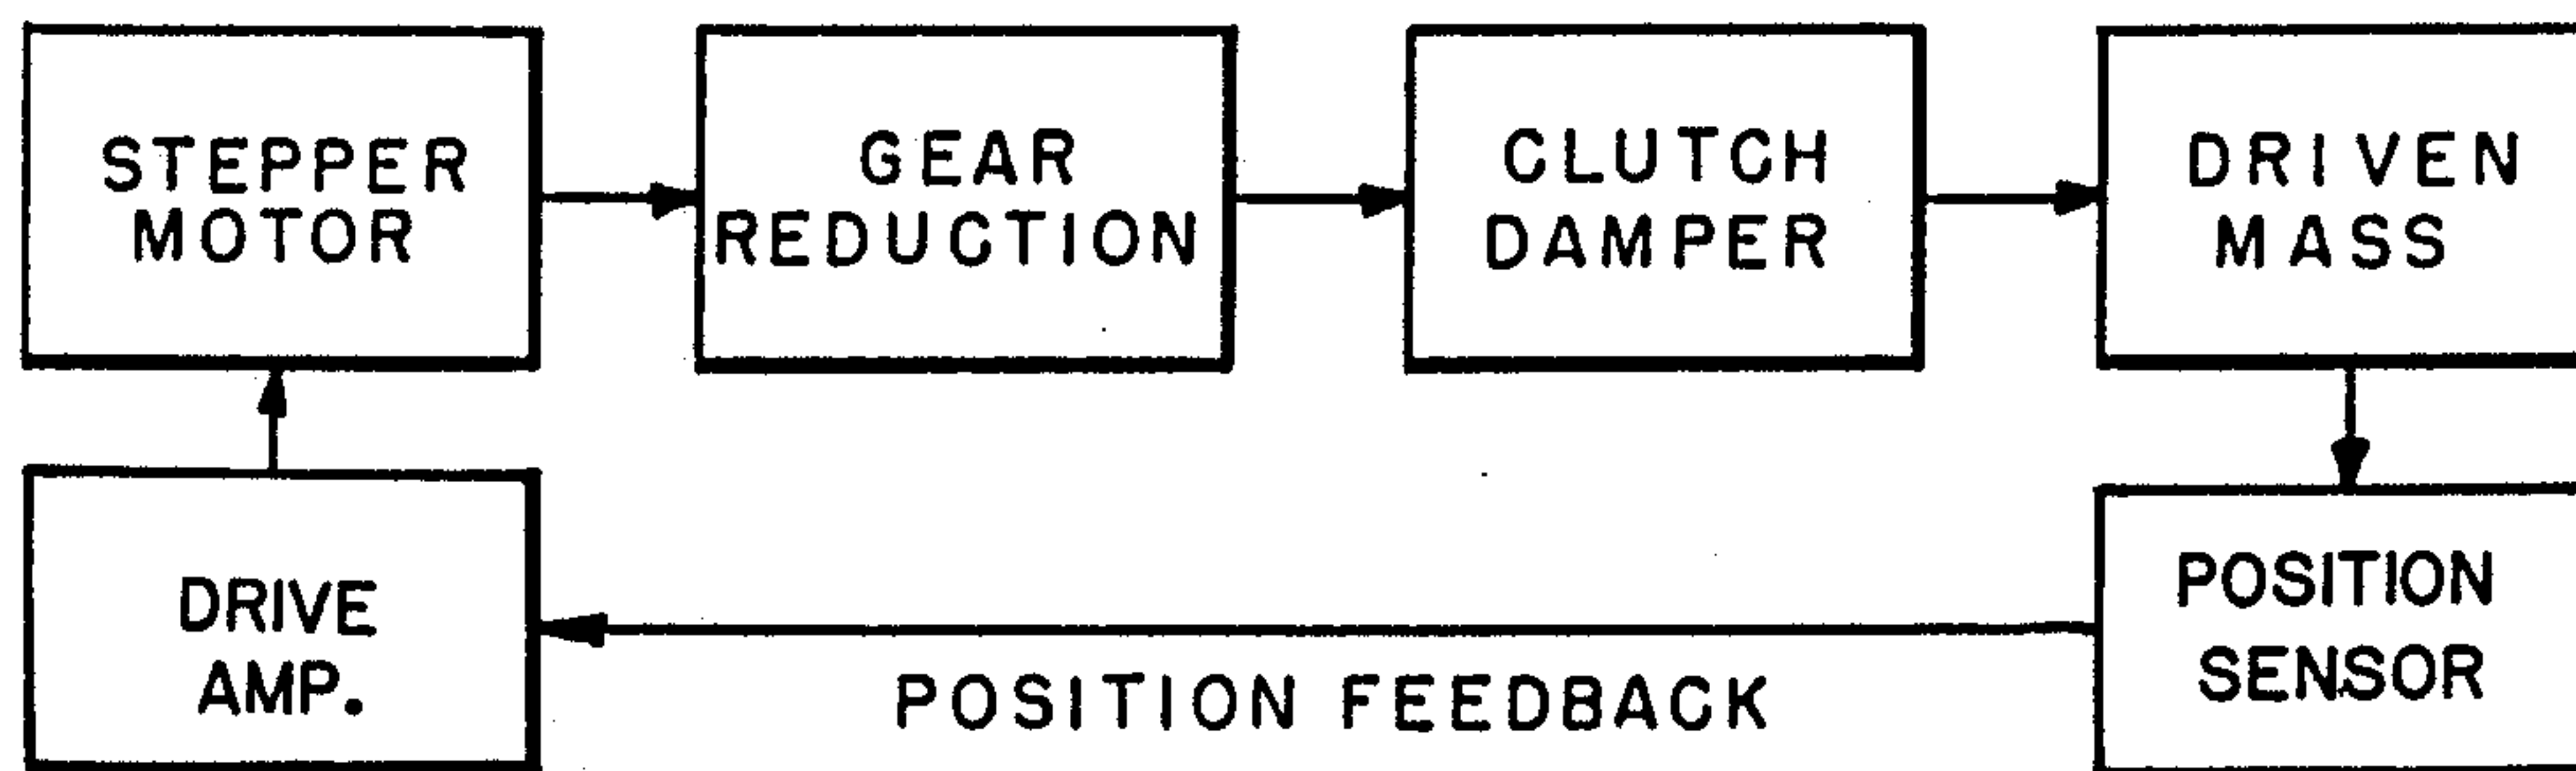 STEPPER
MOTOR
GEAR
REDUCTION
CLUTCH
DAMPER
DRIVEN
MASS
DRIVE
AMP.
POSITION FEEDBACK
POSITION
SENSOR